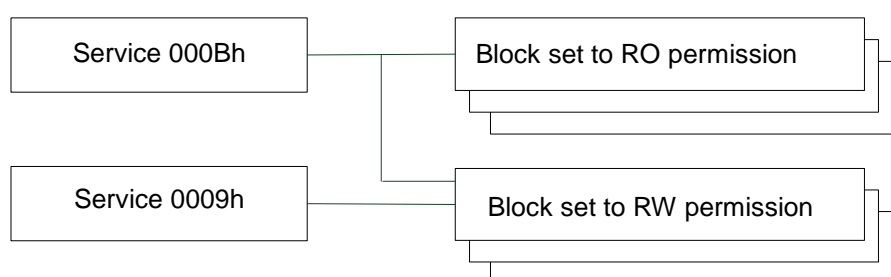 Service 000Bh
Block set to RO permission
Service 0009h
Block set to RW permission